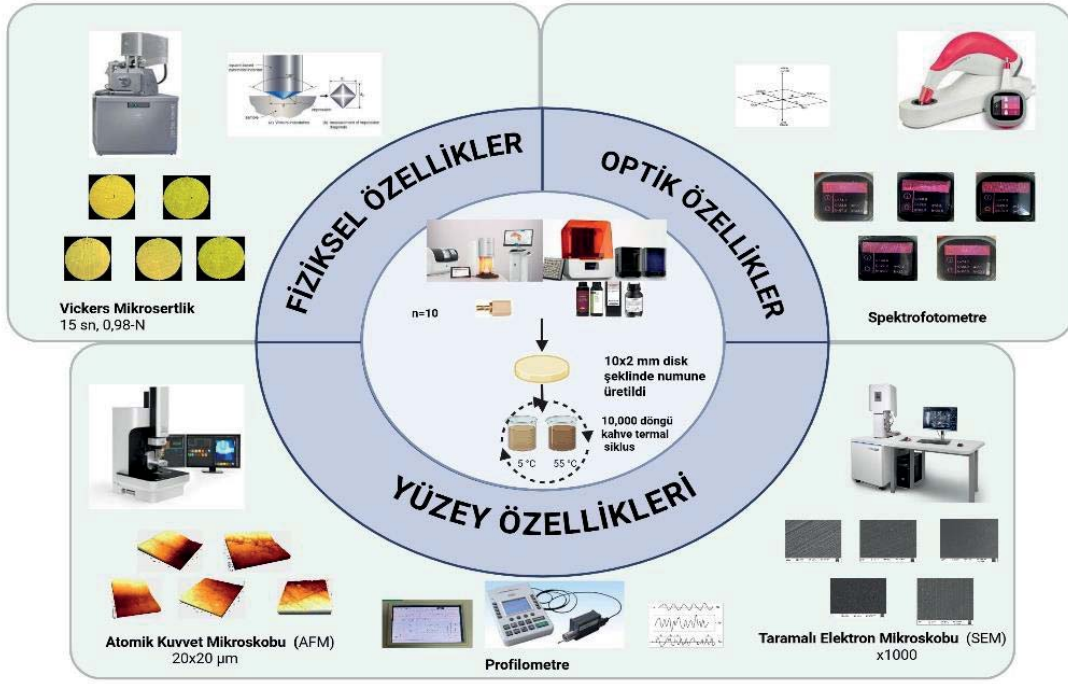 FİZİKSEL ÖZELLİKLER
OPTİK ÖZELLİKLER
YÜZEY ÖZELLİKLERİ
Vickers Mikrosertlik
15 sn, 0,98-N
Spektrofotometre
n=10
10x2 mm disk
şeklinde numune
üretildi
10,000 döngü
kahve termal
siklus
5 °C
55 °C
Atomik Kuvvet Mikroskobu (AFM)
20x20 µm
Profilometre
Taramalı Elektron Mikroskobu (SEM)
x1000